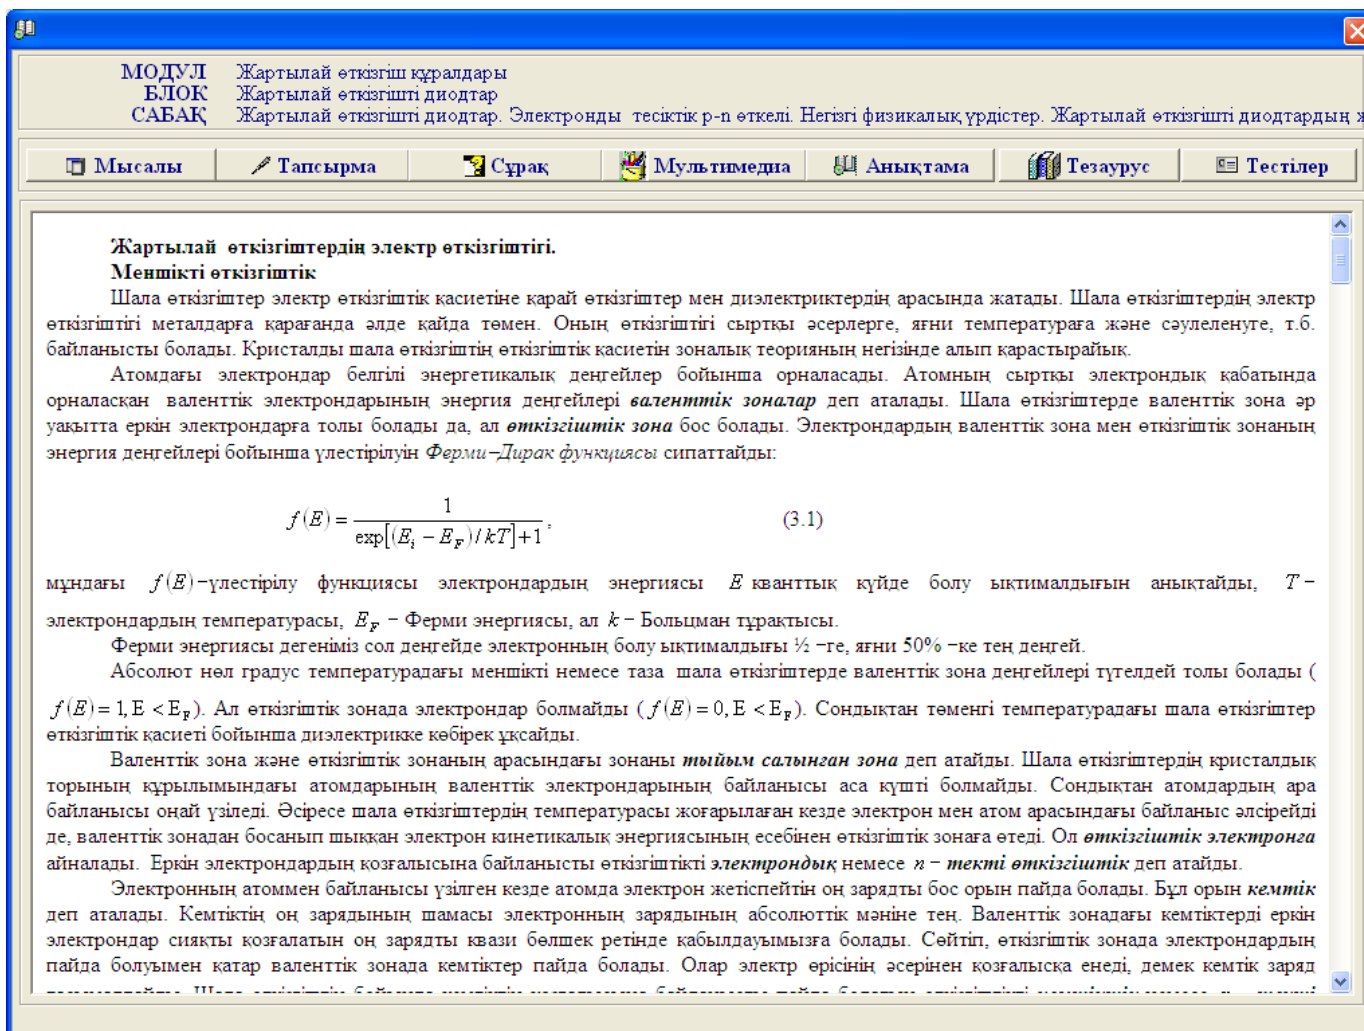 МОДУЛ Жартылай өткізгіш құралдары
БЛОК Жартылай өткізгішті диодтар
САБАҚ Жартылай өткізгішті диодтар. Электронды тесіктік p-n өткелі. Негізгі физикалық үрдістер. Жартылай өткізгішті диодтардың ж
Мысалы Тапсырма Сұрақ Мультимедиа Анықтама Тезаурус Тестілер
Жартылай өткізгіштердің электр өткізгіштігі.
Меншікті өткізгіштік
Шала өткізгіштер электр өткізгіштік қасиетіне қарай өткізгіштер мен диэлектриктердің арасында жатады. Шала өткізгіштердің электр
өткізгіштігі металдарға қарағанда әлде қайда төмен. Оның өткізгіштігі сыртқы әсерлерге, яғни температураға және сәулеленуге, т.б.
байланысты болады. Кристалды шала өткізгіштің өткізгіштік қасиетін зоналық теорияның негізінде алып қарастырайық.
Атомдағы электрондар белгілі энергетикалық деңгейлер бойынша орналасады. Атомның сыртқы электрондық қабатында
орналасқан валенттік электрондарының энергия деңгейлері валенттік зоналар деп аталады. Шала өткізгіштерде валенттік зона әр
уақытта еркін электрондарға толы болады да, ал өткізгіштік зона бос болады. Электрондардың валенттік зона мен өткізгіштік зонаның
энергия деңгейлері бойынша үлестірілуін Ферми–Дирак функциясы сипаттайды:
f(E) = 1 / exp[(E_i − E_F)/kT]+1 , (3.1)
мұндағы f(E)–үлестірілу функциясы электрондардың энергиясы E кванттық күйде болу ықтималдығын анықтайды, T –
электрондардың температурасы, E_F – Ферми энергиясы, ал k – Больцман тұрақтысы.
Ферми энергиясы дегеніміз сол деңгейде электронның болу ықтималдығы ½ –ге, яғни 50% –ке тең деңгей.
Абсолют нөл градус температурадағы меншікті немесе таза шала өткізгіштерде валенттік зона деңгейлері түгелдей толы болады (
f(E) = 1, E < E_F). Ал өткізгіштік зонада электрондар болмайды ( f(E) = 0, E < E_F). Сондықтан төменгі температурадағы шала өткізгіштер
өткізгіштік қасиеті бойынша диэлектрикке көбірек ұқсайды.
Валенттік зона және өткізгіштік зонаның арасындағы зонаны тыйым салынған зона деп атайды. Шала өткізгіштердің кристалдық
торының құрылымындағы атомдарының валенттік электрондарының байланысы аса күшті болмайды. Сондықтан атомдардың ара
байланысы оңай үзіледі. Әсіресе шала өткізгіштердің температурасы жоғарылаған кезде электрон мен атом арасындағы байланыс әлсірейді
де, валенттік зонадан босанып шыққан электрон кинетикалық энергиясының есебінен өткізгіштік зонаға өтеді. Ол өткізгіштік электронға
айналады. Еркін электрондардың қозғалысына байланысты өткізгіштікті электрондық немесе n – текті өткізгіштік деп атайды.
Электронның атоммен байланысы үзілген кезде атомда электрон жетіспейтін оң зарядты бос орын пайда болады. Бұл орын кемтік
деп аталады. Кемтіктің оң зарядының шамасы электронның зарядының абсолюттік мәніне тең. Валенттік зонадағы кемтіктерді еркін
электрондар сияқты қозғалатын оң зарядты квази бөлшек ретінде қабылдауымызға болады. Сөйтіп, өткізгіштік зонада электрондардың
пайда болуымен қатар валенттік зонада кемтіктер пайда болады. Олар электр өрісінің әсерінен қозғалысқа енеді, демек кемтік заряд